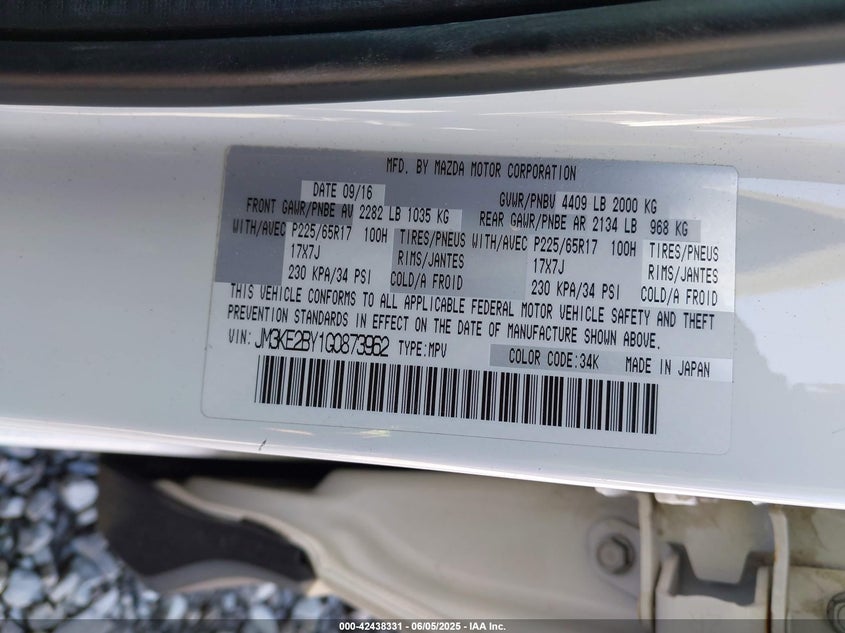 MFD. BY MAZDA MOTOR CORPORATION
DATE 09/16 GVWR/PNBV 4409 LB 2000 KG
FRONT GAWR/PNBE AV 2282 LB 1035 KG REAR GAWR/PNBE AR 2134 LB 968 KG
WITH/AVEC P225/65R17 100H TIRES/PNEUS WITH/AVEC P225/65R17 100H TIRES/PNEUS
17X7J RIMS/JANTES 17X7J RIMS/JANTES
230 KPA/34 PSI COLD/A FROID 230 KPA/34 PSI COLD/A FROID
THIS VEHICLE CONFORMS TO ALL APPLICABLE FEDERAL MOTOR VEHICLE SAFETY AND THEFT
PREVENTION STANDARDS IN EFFECT ON THE DATE OF MANUFACTURE SHOWN ABOVE.
VIN: JM3KE2BV1G0873962 TYPE:MPV COLOR CODE:34K MADE IN JAPAN
000-42438331 - 06/05/2025 - IAA Inc.